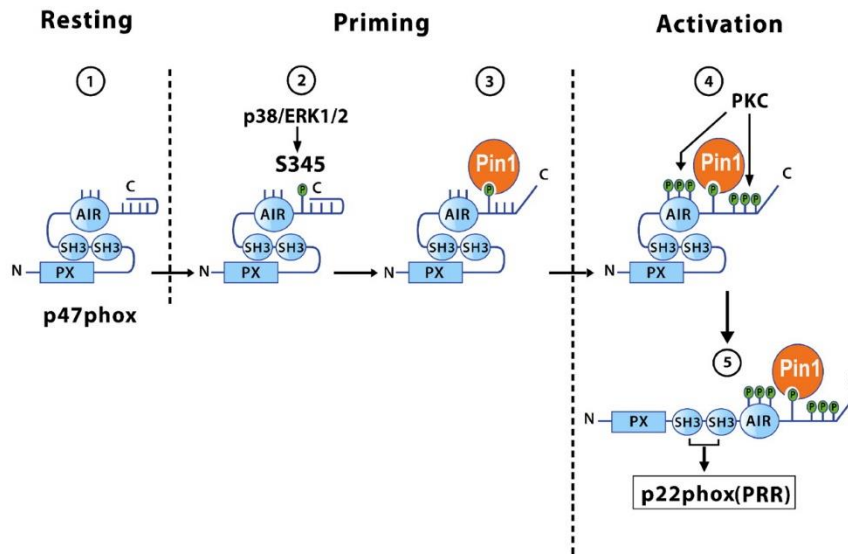 Resting
Priming
Activation
1
2
3
4
p38/ERK1/2
PKC
S345
Pin1
Pin1
C
P
C
P
C
P P P
P
P P P
AIR
AIR
AIR
AIR
SH3 SH3
SH3 SH3
SH3 SH3
SH3 SH3
N PX
N PX
N PX
N PX
p47phox
5
Pin1
P P P
P
P P P
N PX SH3 SH3 AIR
p22phox(PRR)